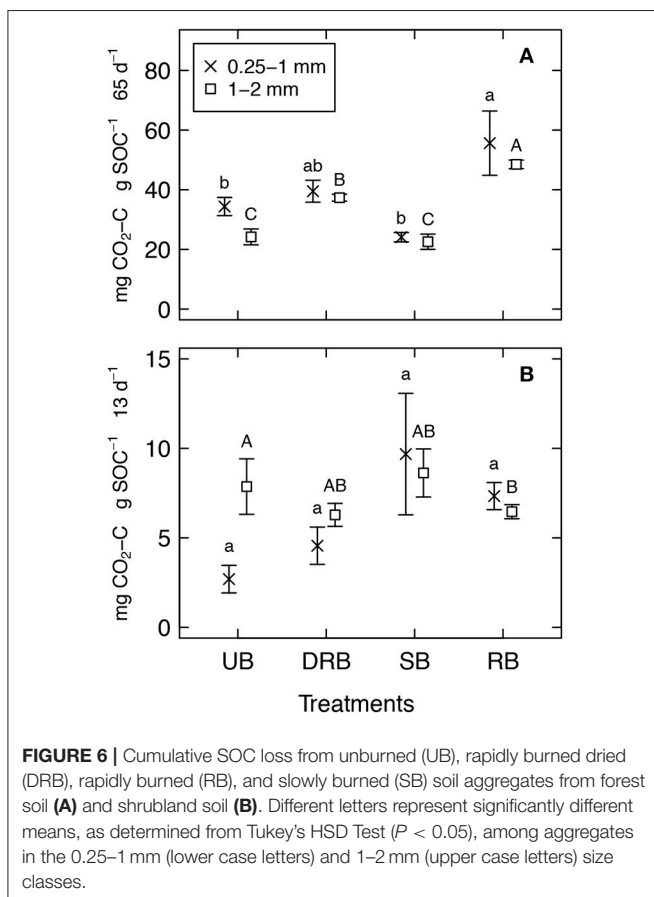 A
0.25–1 mm
1–2 mm
mg CO₂–C g SOC⁻¹ 65 d⁻¹
80
60
40
20
0
b
C
ab
B
b
C
a
A
B
mg CO₂–C g SOC⁻¹ 13 d⁻¹
15
10
5
0
a
A
a
AB
a
AB
a
B
UB DRB SB RB
Treatments
FIGURE 6 | Cumulative SOC loss from unburned (UB), rapidly burned dried
(DRB), rapidly burned (RB), and slowly burned (SB) soil aggregates from forest
soil (A) and shrubland soil (B). Different letters represent significantly different
means, as determined from Tukey's HSD Test (P < 0.05), among aggregates
in the 0.25–1 mm (lower case letters) and 1–2 mm (upper case letters) size
classes.